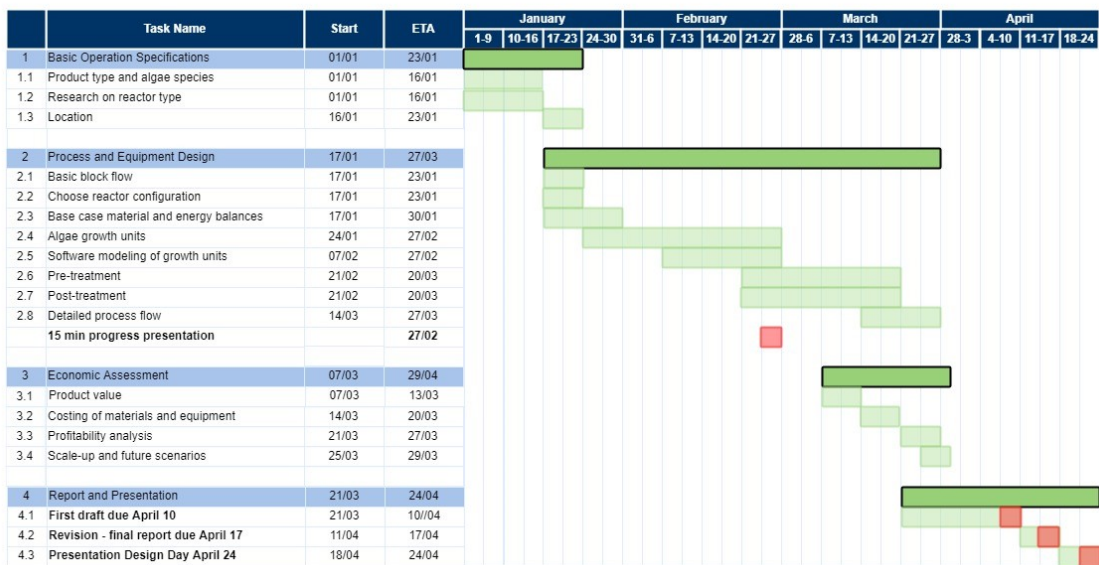 January February March April
Task Name Start ETA
1-9 10-16 17-23 24-30 31-6 7-13 14-20 21-27 28-6 7-13 14-20 21-27 28-3 4-10 11-17 18-24
1 Basic Operation Specifications 01/01 23/01
1.1 Product type and algae species 01/01 16/01
1.2 Research on reactor type 01/01 16/01
1.3 Location 16/01 23/01
2 Process and Equipment Design 17/01 27/03
2.1 Basic block flow 17/01 23/01
2.2 Choose reactor configuration 17/01 23/01
2.3 Base case material and energy balances 17/01 30/01
2.4 Algae growth units 24/01 27/02
2.5 Software modeling of growth units 07/02 27/02
2.6 Pre-treatment 21/02 20/03
2.7 Post-treatment 21/02 20/03
2.8 Detailed process flow 14/03 27/03
15 min progress presentation 27/02
3 Economic Assessment 07/03 29/04
3.1 Product value 07/03 13/03
3.2 Costing of materials and equipment 14/03 20/03
3.3 Profitability analysis 21/03 27/03
3.4 Scale-up and future scenarios 25/03 29/03
4 Report and Presentation 21/03 24/04
4.1 First draft due April 10 21/03 10//04
4.2 Revision - final report due April 17 11/04 17/04
4.3 Presentation Design Day April 24 18/04 24/04